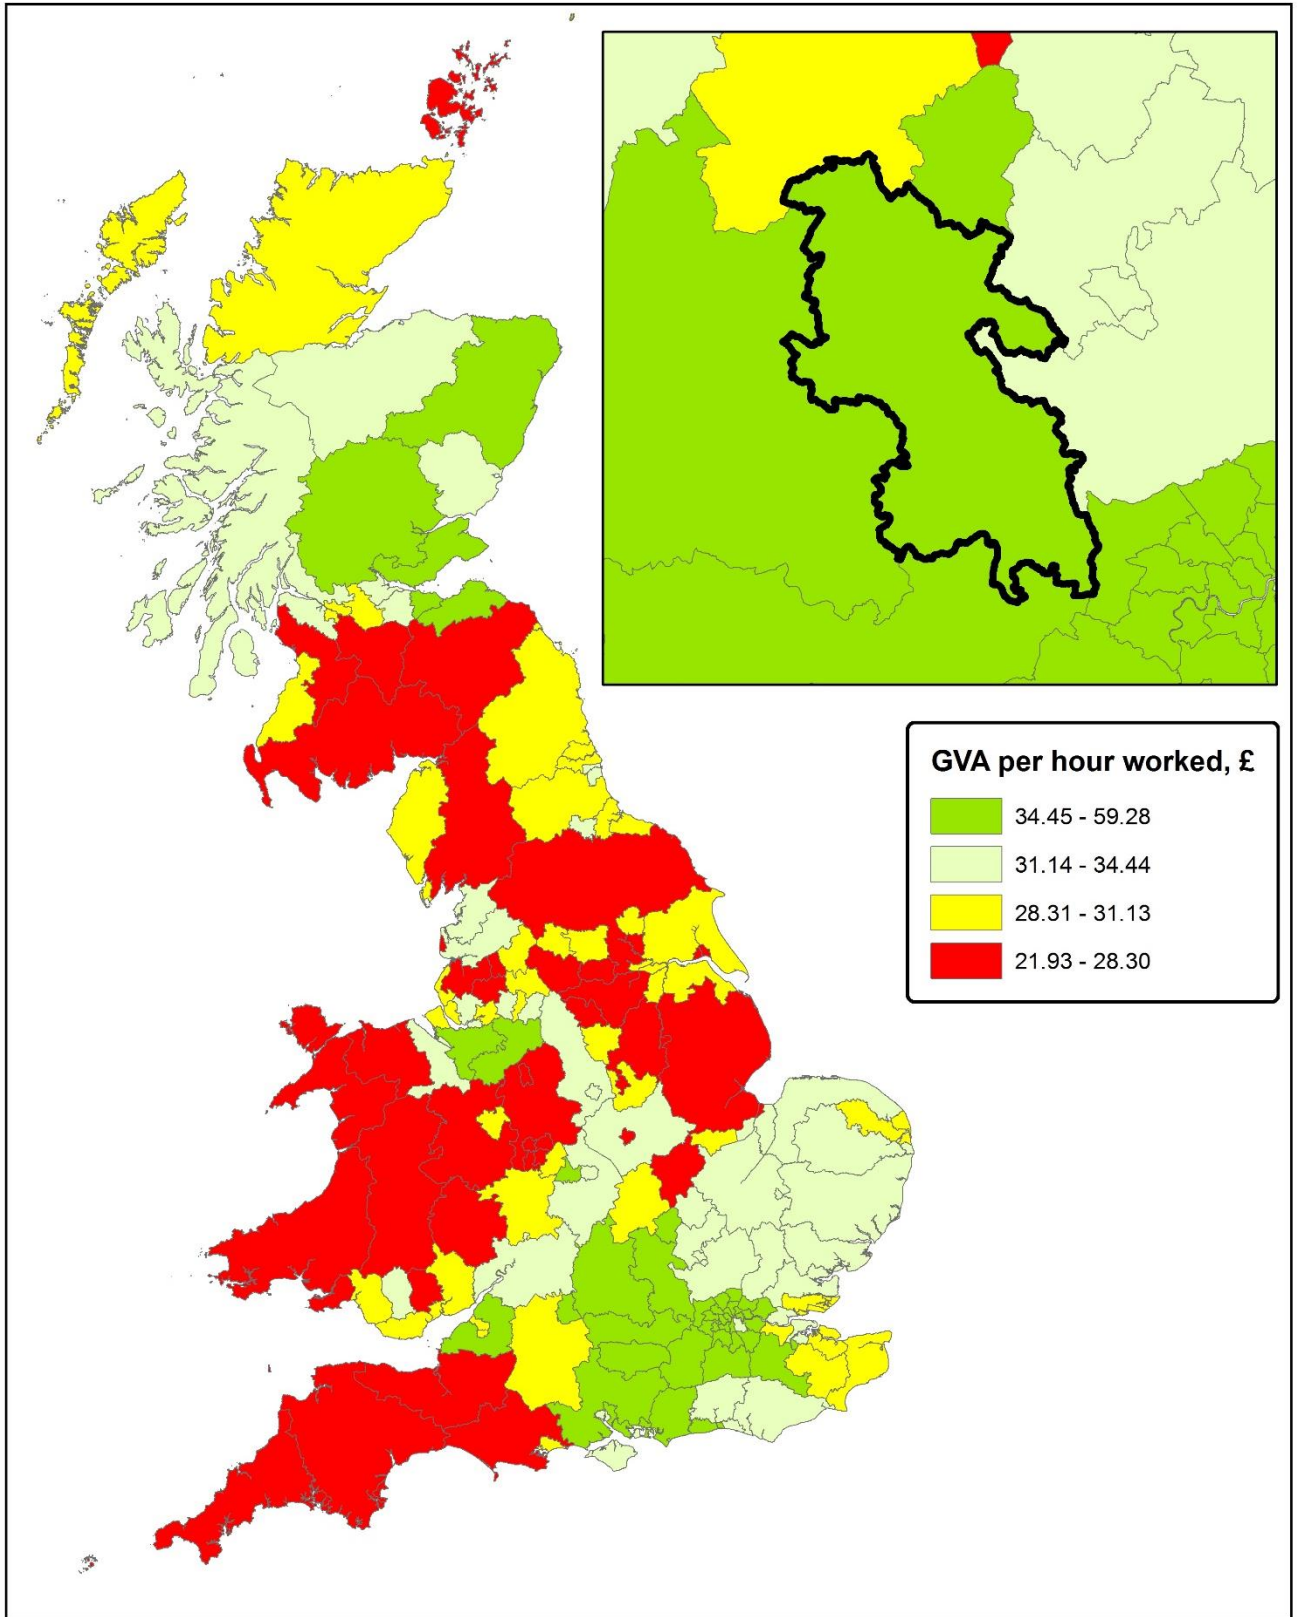 GVA per hour worked, £
34.45 - 59.28
31.14 - 34.44
28.31 - 31.13
21.93 - 28.30